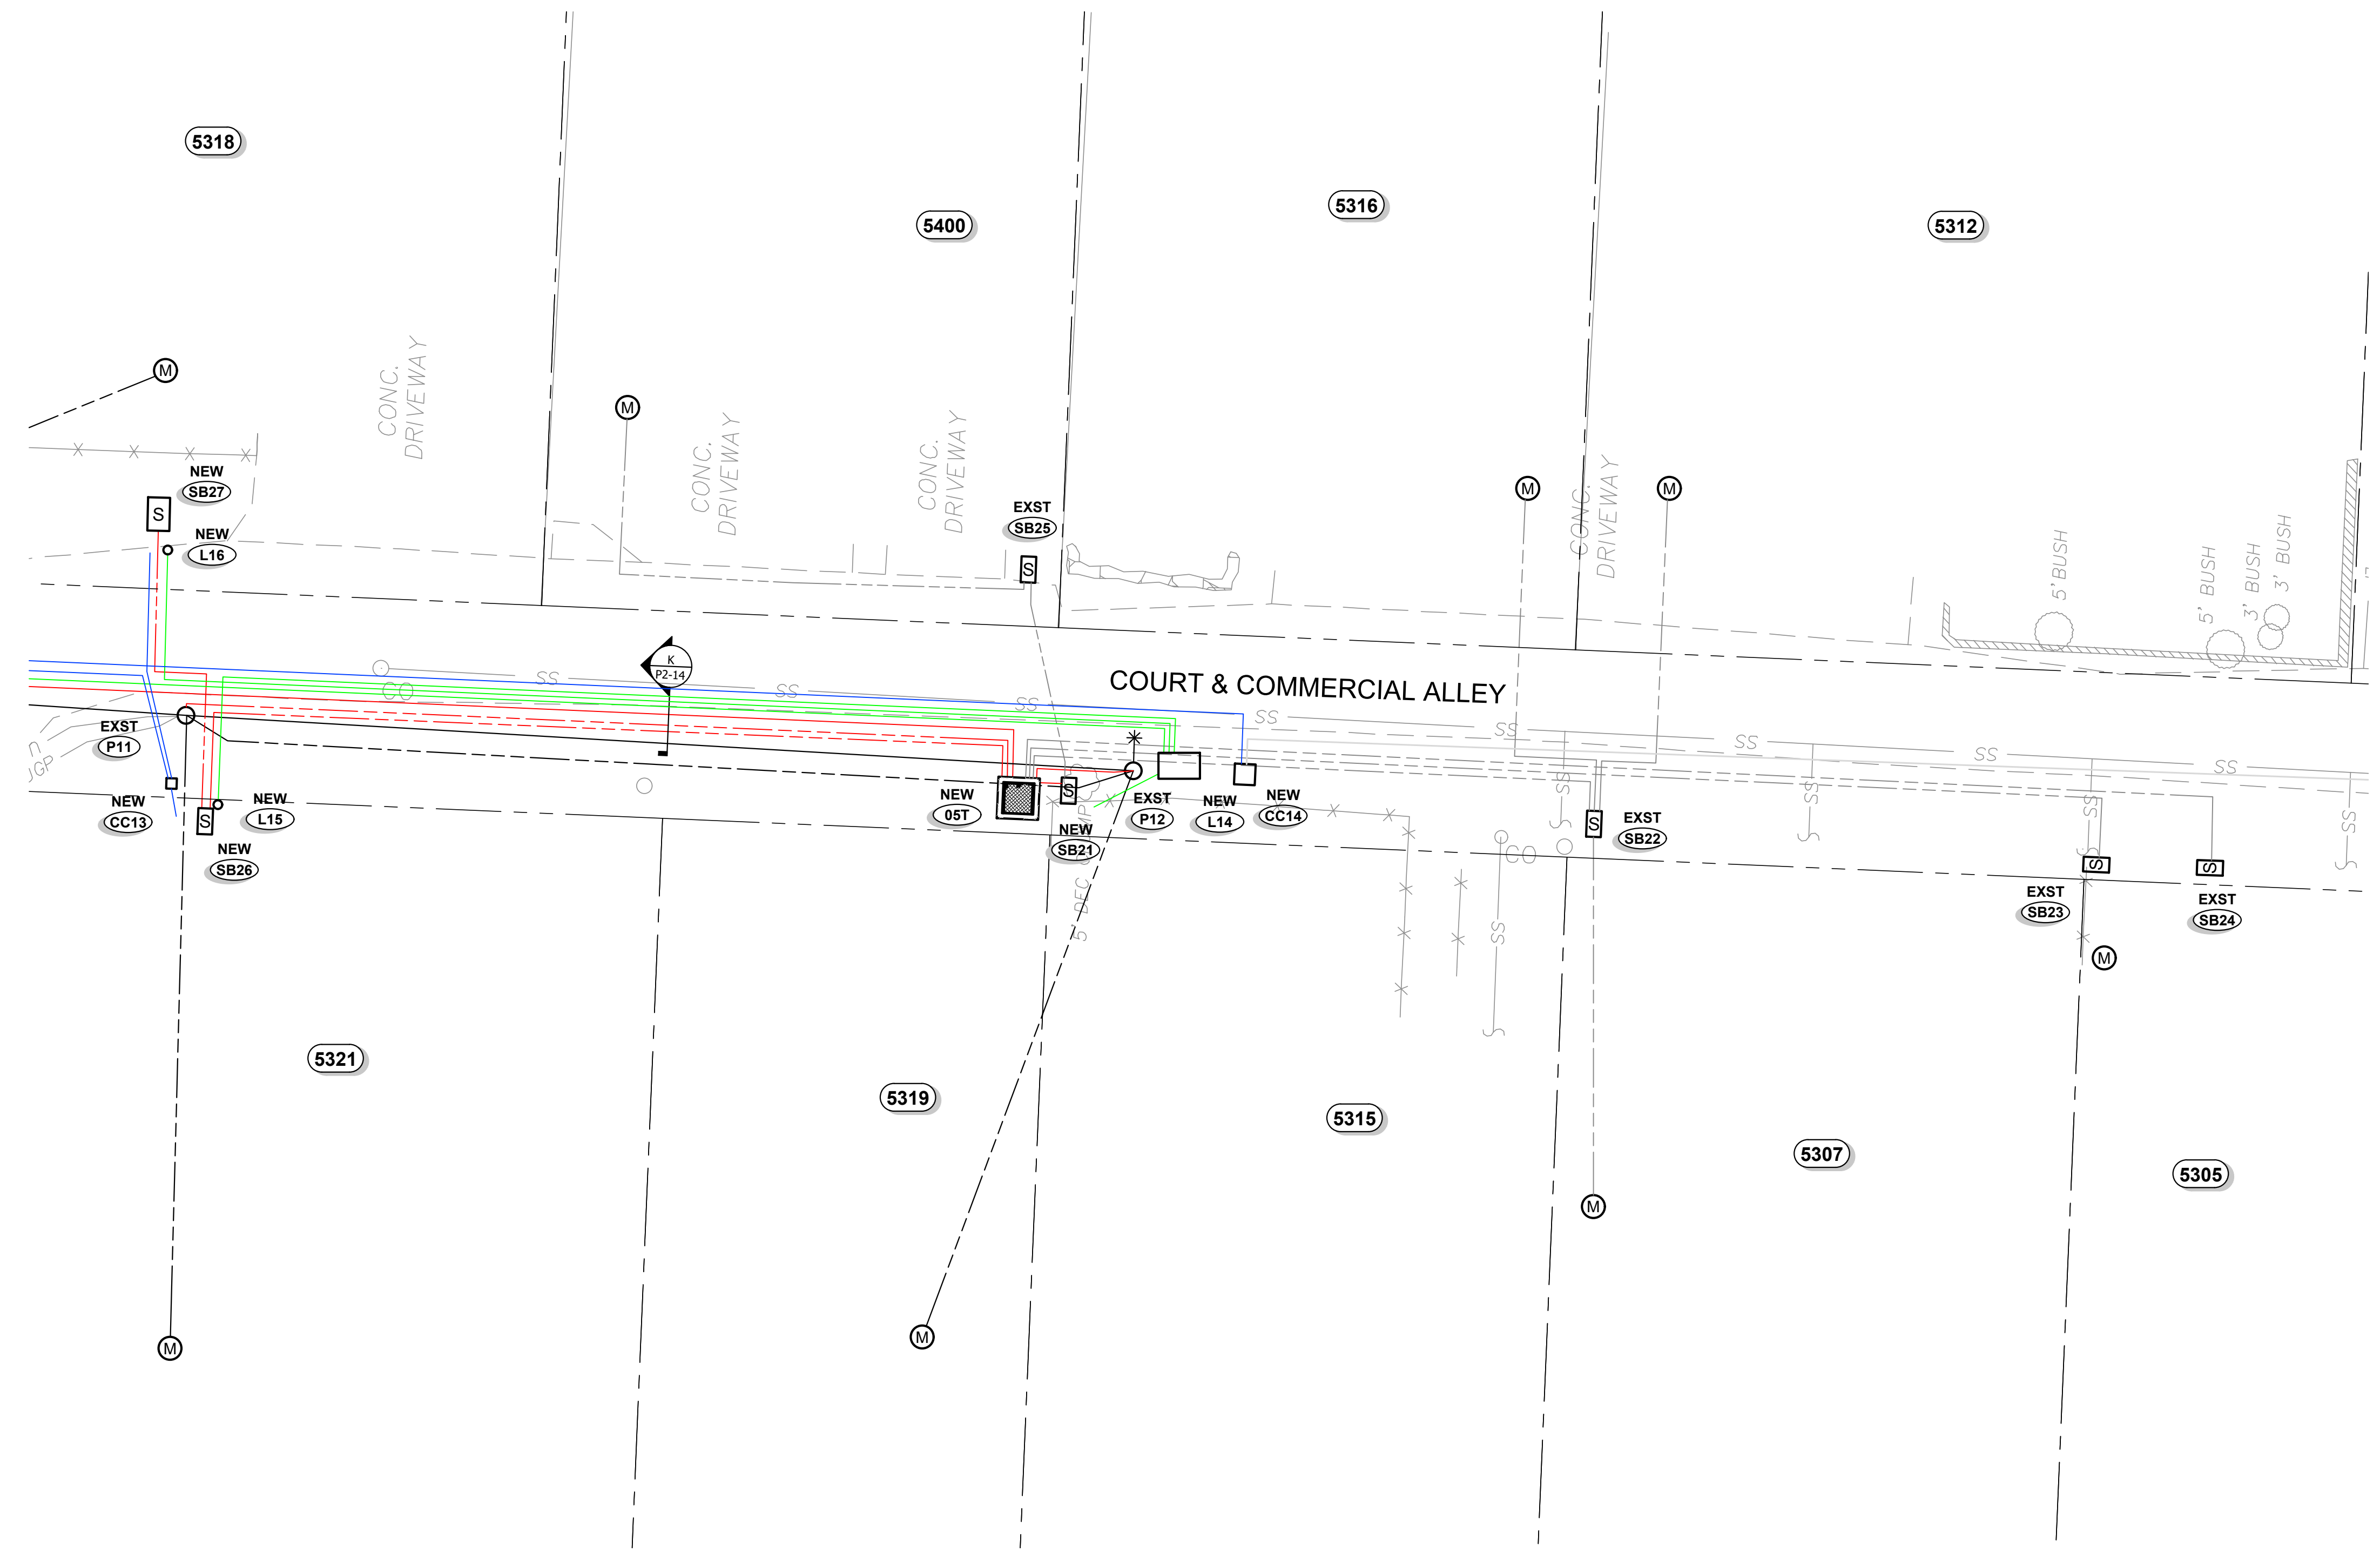 5318
5400
5316
5312
M
M
CONC.
DRIVEWAY
CONC.
DRIVEWAY
CONC.
DRIVEWAY
CONC.
DRIVEWAY
M
M
NEW
SB27
S
NEW
L16
EXST
SB25
S
5' BUSH
5' BUSH
3' BUSH
3' BUSH
K
P2-14
COURT & COMMERCIAL ALLEY
SS
SS
SS
SS
SS
SS
SS
CO
SS
SS
SS
SS
EXST
P11
NEW
CC13
S
NEW
L15
NEW
SB26
NEW
05T
S
NEW
SB21
EXST
P12
NEW
L14
NEW
CC14
S
EXST
SB22
CO
SS
S
EXST
SB23
S
EXST
SB24
M
5321
5319
5315
5307
5305
M
M
M